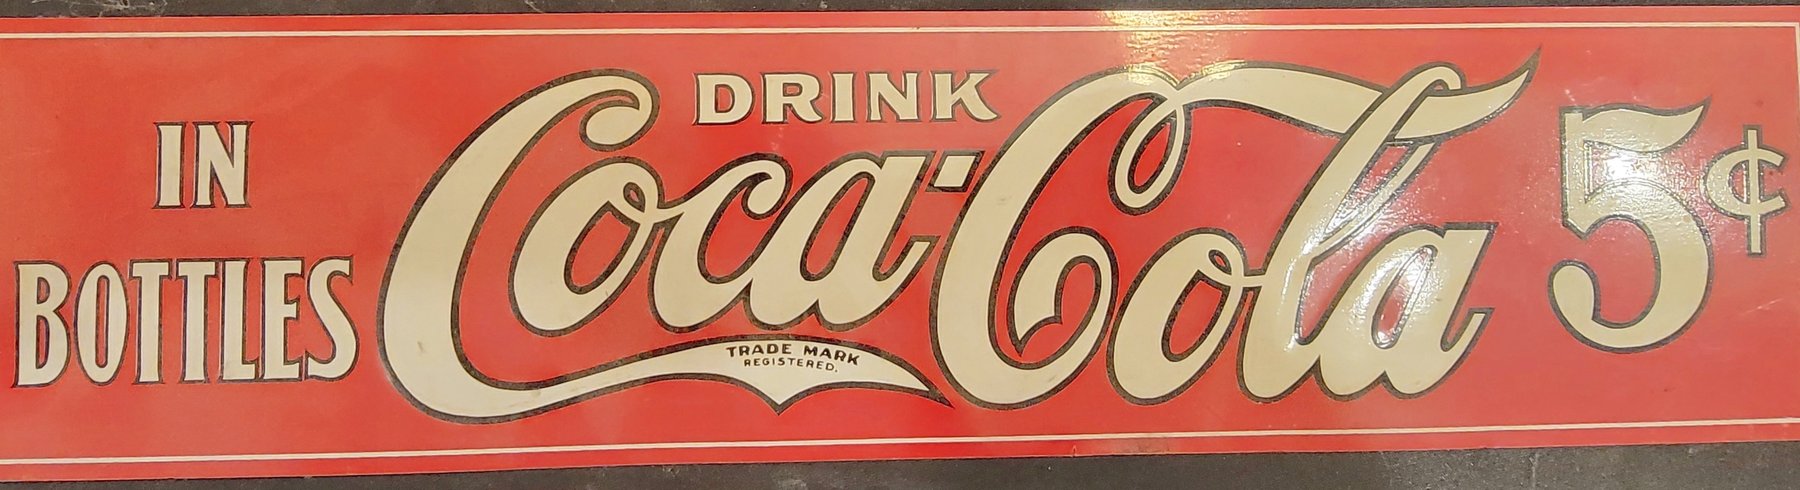 IN
BOTTLES
DRINK
Coca-Cola
TRADE MARK
REGISTERED.
5¢